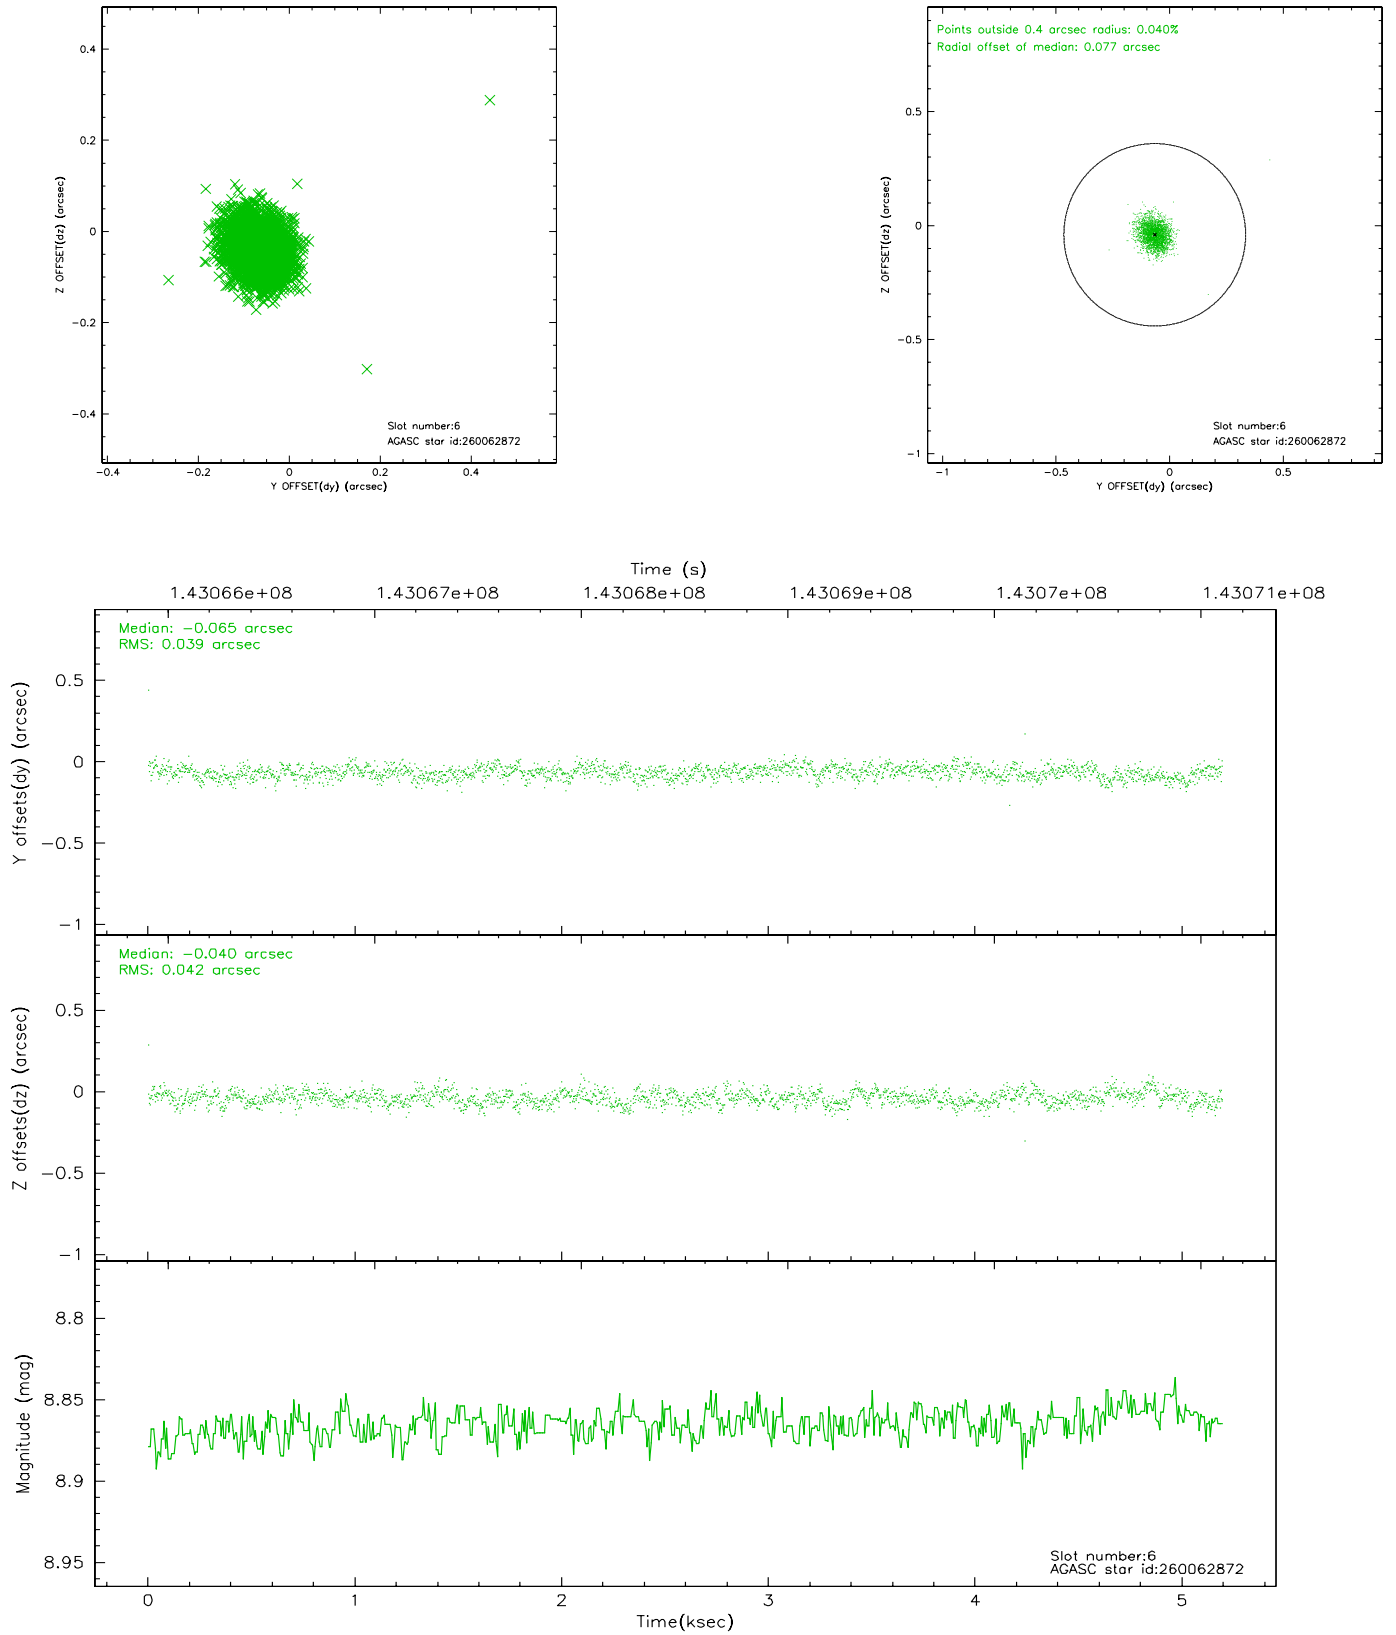 0.4
0.2
0
-0.2
-0.4
Z OFFSET(dz) (arcsec)
Slot number:6
AGASC star id:260062872
-0.4 -0.2 0 0.2 0.4
Y OFFSET(dy) (arcsec)
Points outside 0.4 arcsec radius: 0.040%
Radial offset of median: 0.077 arcsec
0.5
0
-0.5
-1
Z OFFSET(dz) (arcsec)
Slot number:6
AGASC star id:260062872
-1 -0.5 0 0.5
Y OFFSET(dy) (arcsec)
Time (s)
1.43066e+08 1.43067e+08 1.43068e+08 1.43069e+08 1.4307e+08 1.43071e+08
Median: -0.065 arcsec
RMS: 0.039 arcsec
0.5
0
-0.5
-1
Y offsets(dy) (arcsec)
Median: -0.040 arcsec
RMS: 0.042 arcsec
0.5
0
-0.5
-1
Z offsets(dz) (arcsec)
8.8
8.85
8.9
8.95
Magnitude (mag)
Slot number:6
AGASC star id:260062872
0 1 2 3 4 5
Time(ksec)